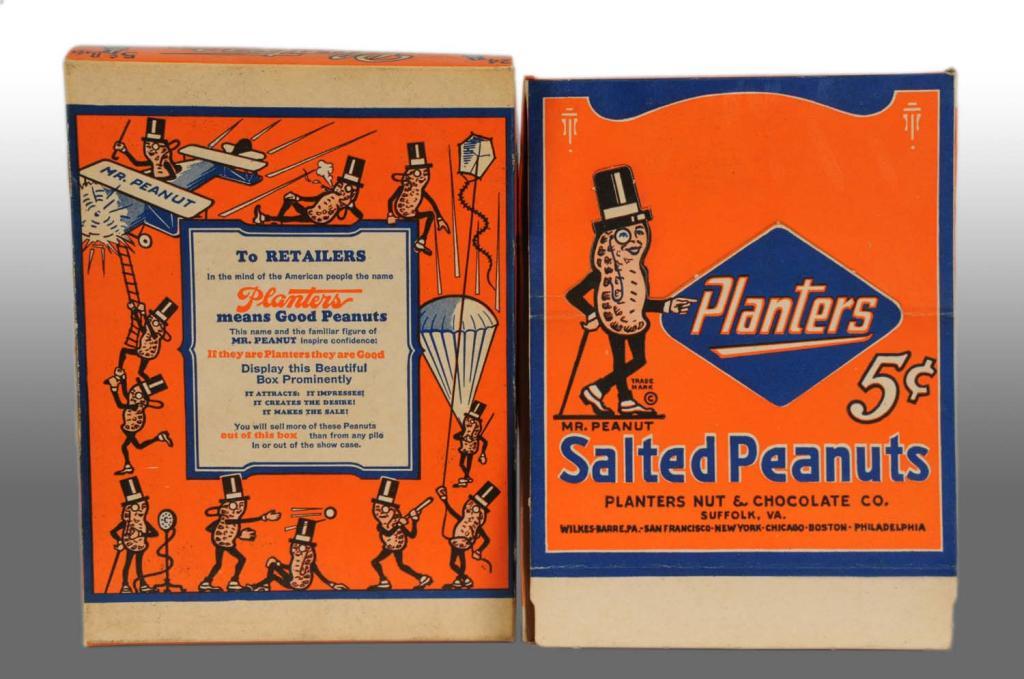 MR. PEANUT
To RETAILERS
In the mind of the American people the name
Planters
means Good Peanuts
This name and the familiar figure of
MR. PEANUT inspire confidence:
If they are Planters they are Good
Display this Beautiful
Box Prominently
IT ATTRACTS: IT IMPRESSES;
IT CREATES THE DESIRE!
IT MAKES THE SALE!
You will sell more of these Peanuts
out of this box than from any pile
In or out of the show case.
Planters
5¢
TRADE
MARK
©
MR. PEANUT
Salted Peanuts
PLANTERS NUT & CHOCOLATE CO.
SUFFOLK, VA.
WILKES-BARRE, PA.-SAN FRANCISCO-NEW YORK-CHICAGO-BOSTON-PHILADELPHIA